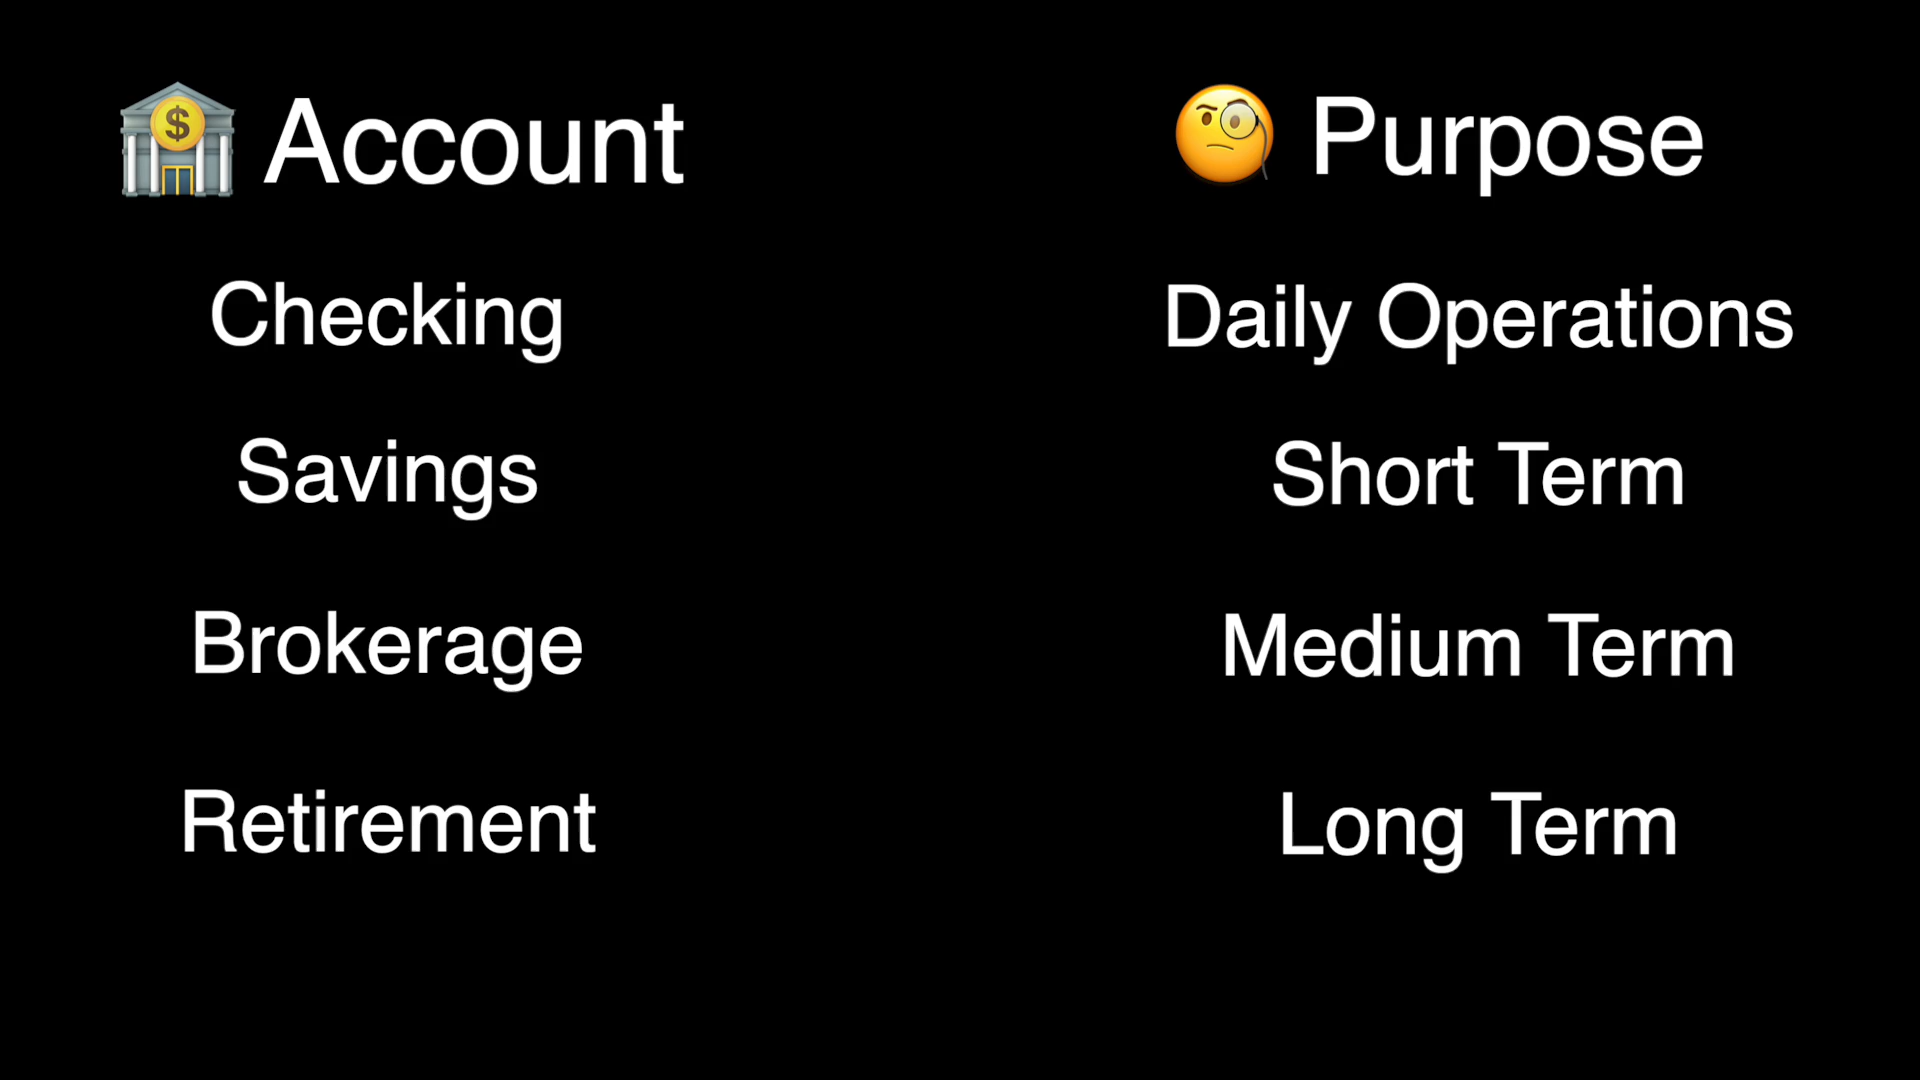 Account
Purpose
Checking
Daily Operations
Savings
Short Term
Brokerage
Medium Term
Retirement
Long Term